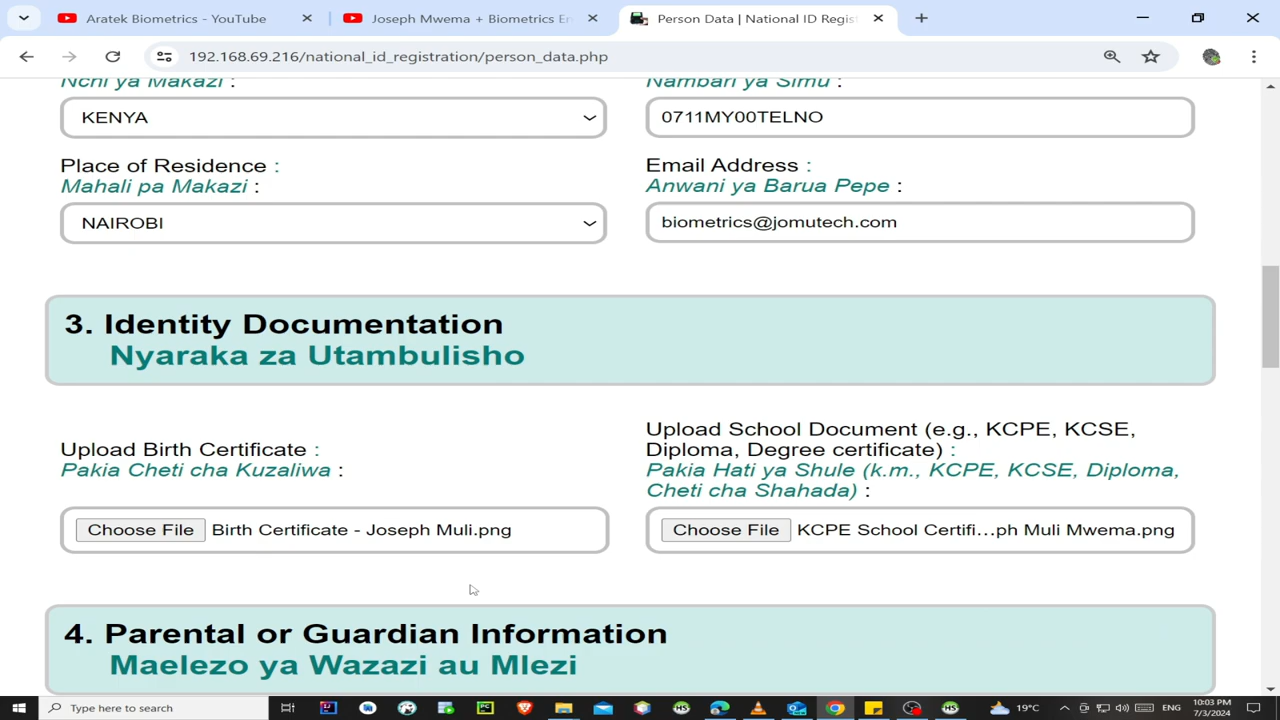 Aratek Biometrics - YouTube
Joseph Mwema + Biometrics En
Person Data | National ID Regis
192.168.69.216/national_id_registration/person_data.php
Nchi ya Makazi :
Nambari ya Simu :
KENYA
0711MY00TELNO
Place of Residence :
Email Address :
Mahali pa Makazi :
Anwani ya Barua Pepe :
NAIROBI
biometrics@jomutech.com
3. Identity Documentation
Nyaraka za Utambulisho
Upload Birth Certificate :
Pakia Cheti cha Kuzaliwa :
Upload School Document (e.g., KCPE, KCSE,
Diploma, Degree certificate) :
Pakia Hati ya Shule (k.m., KCPE, KCSE, Diploma,
Cheti cha Shahada) :
Choose File Birth Certificate - Joseph Muli.png
Choose File KCPE School Certifi...ph Muli Mwema.png
4. Parental or Guardian Information
Maelezo ya Wazazi au Mlezi
Type here to search
19°C
ENG
10:03 PM
7/3/2024